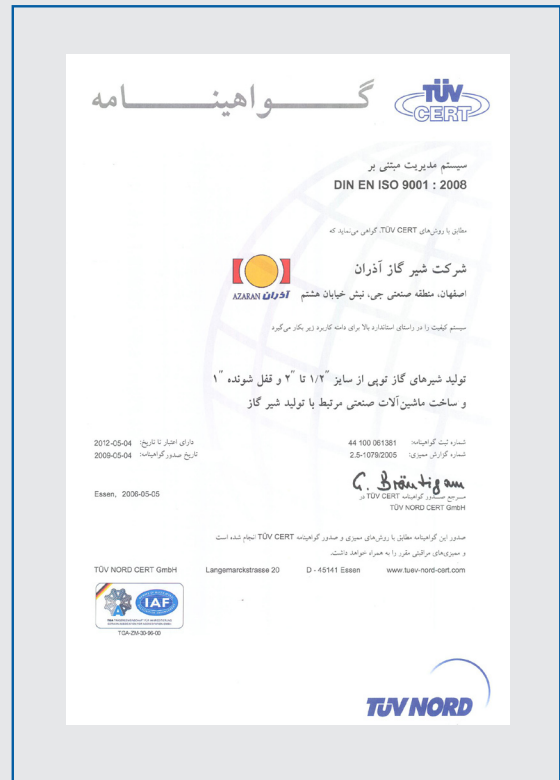 گـــــواهینـــــــامه
TÜV
CERT
سیستم مدیریت مبتنی بر
DIN EN ISO 9001 : 2008
مطابق با روش‌های TÜV CERT، گواهی می‌نماید که
شرکت شیر گاز آذران
اصفهان، منطقه صنعتی جی، نبش خیابان هشتم
آذران AZARAN
سیستم کیفیت را در راستای استاندارد بالا برای دامنه کاربرد زیر بکار می‌گیرد
تولید شیرهای گاز توپی از سایز ″۱/۲ تا ″۲ و قفل شونده ″۱
و ساخت ماشین‌آلات صنعتی مرتبط با تولید شیر گاز
شماره ثبت گواهینامه: 44 100 061381
دارای اعتبار تا تاریخ: 2012-05-04
شماره گزارش ممیزی: 2.5-1079/2005
تاریخ صدور گواهینامه: 2009-05-04
G. Bräutigam
مرجع صدور گواهینامه TÜV CERT در
TÜV NORD CERT GmbH
Essen, 2006-05-05
صدور این گواهینامه مطابق با روش‌های ممیزی و صدور گواهینامه TÜV CERT انجام شده است
و ممیزی‌های مراقبتی مقرر را به همراه خواهد داشت.
TÜV NORD CERT GmbH Langemarckstrasse 20 D - 45141 Essen www.tuev-nord-cert.com
IAF
TGA-ZM-30-96-00
TÜV NORD